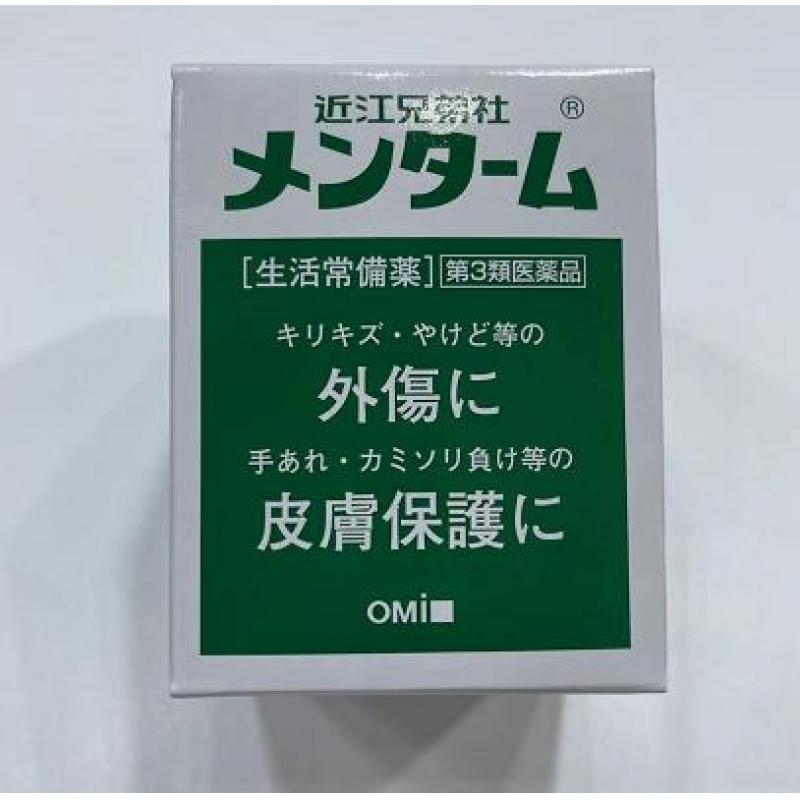 近江兄弟社
メンターム®
[生活常備薬] 第3類医薬品
キリキズ・やけど等の
外傷に
手あれ・カミソリ負け等の
皮膚保護に
OMi